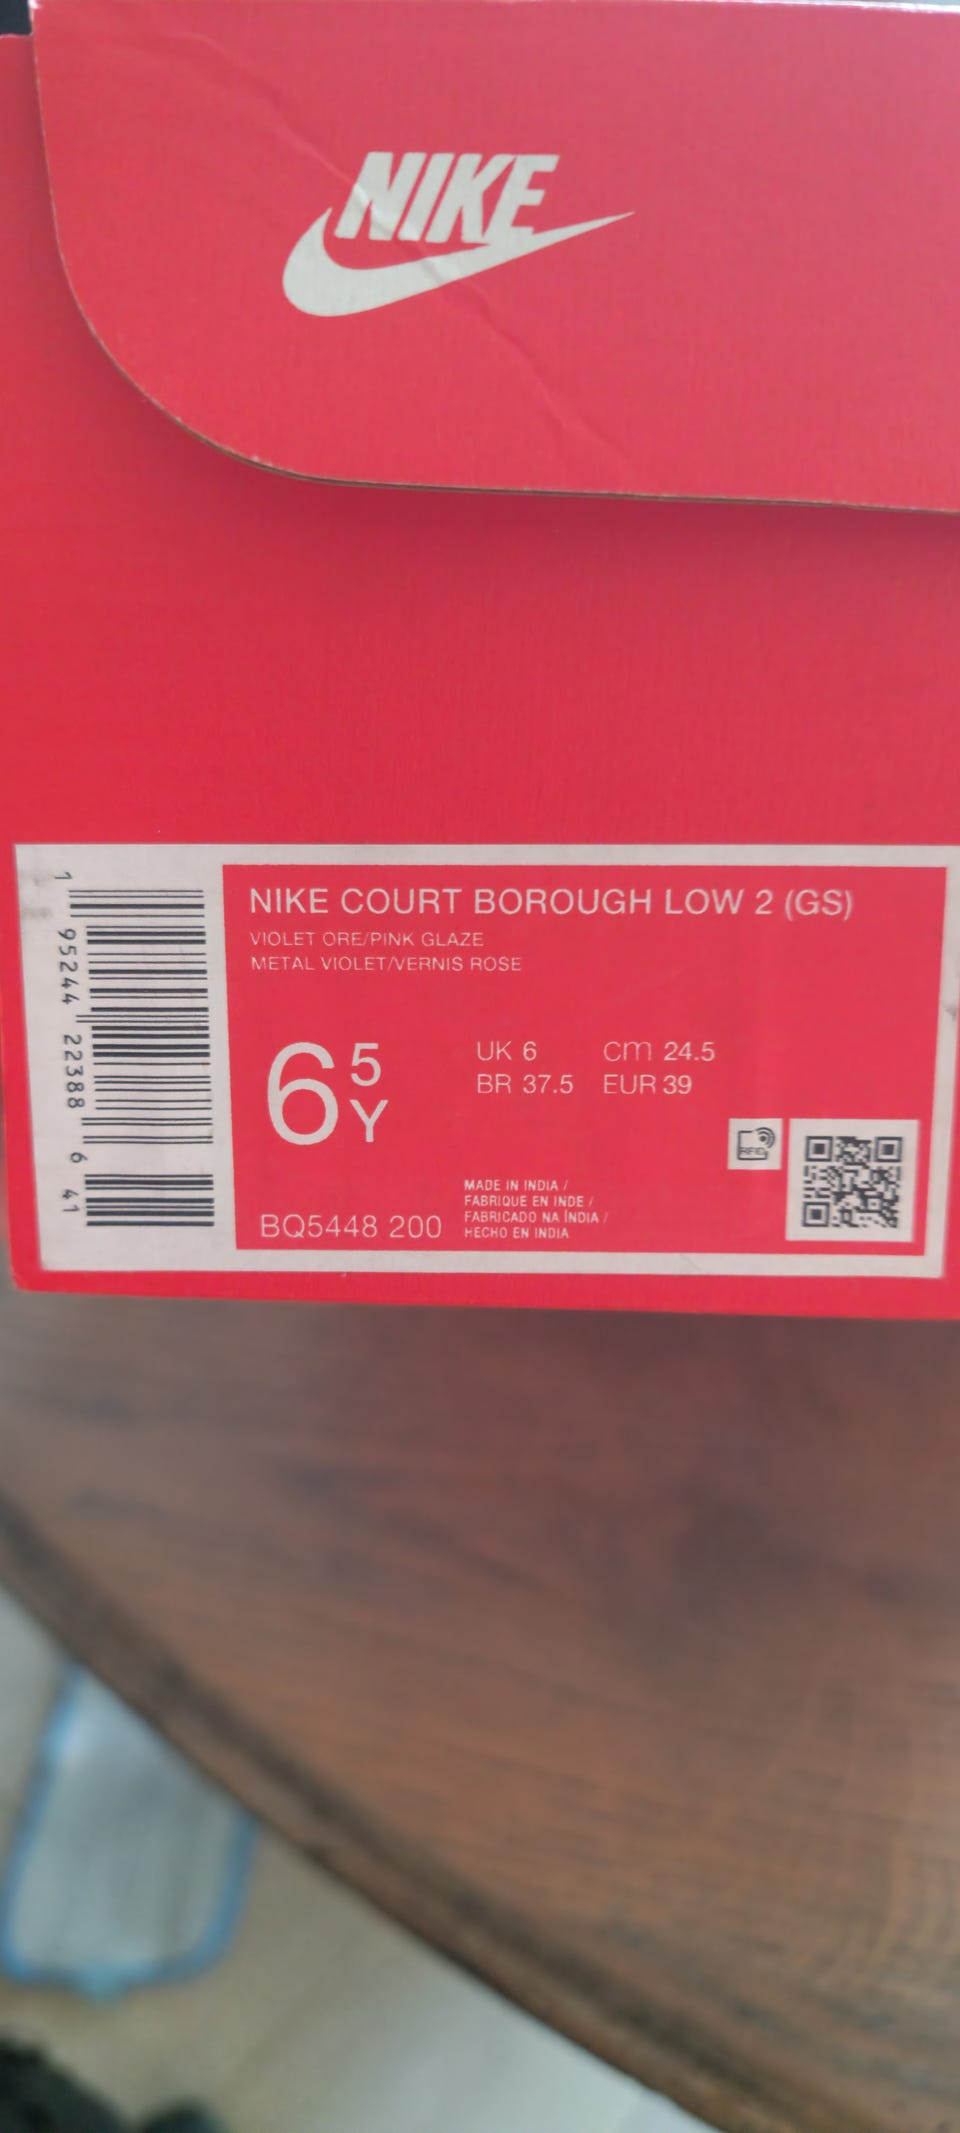 NIKE
NIKE COURT BOROUGH LOW 2 (GS)
VIOLET ORE/PINK GLAZE
METAL VIOLET/VERNIS ROSE
6 5 Y
UK 6 cm 24.5
BR 37.5 EUR 39
RFID
BQ5448 200
MADE IN INDIA /
FABRIQUE EN INDE /
FABRICADO NA ÍNDIA /
HECHO EN INDIA
1 95244 22388 6 41